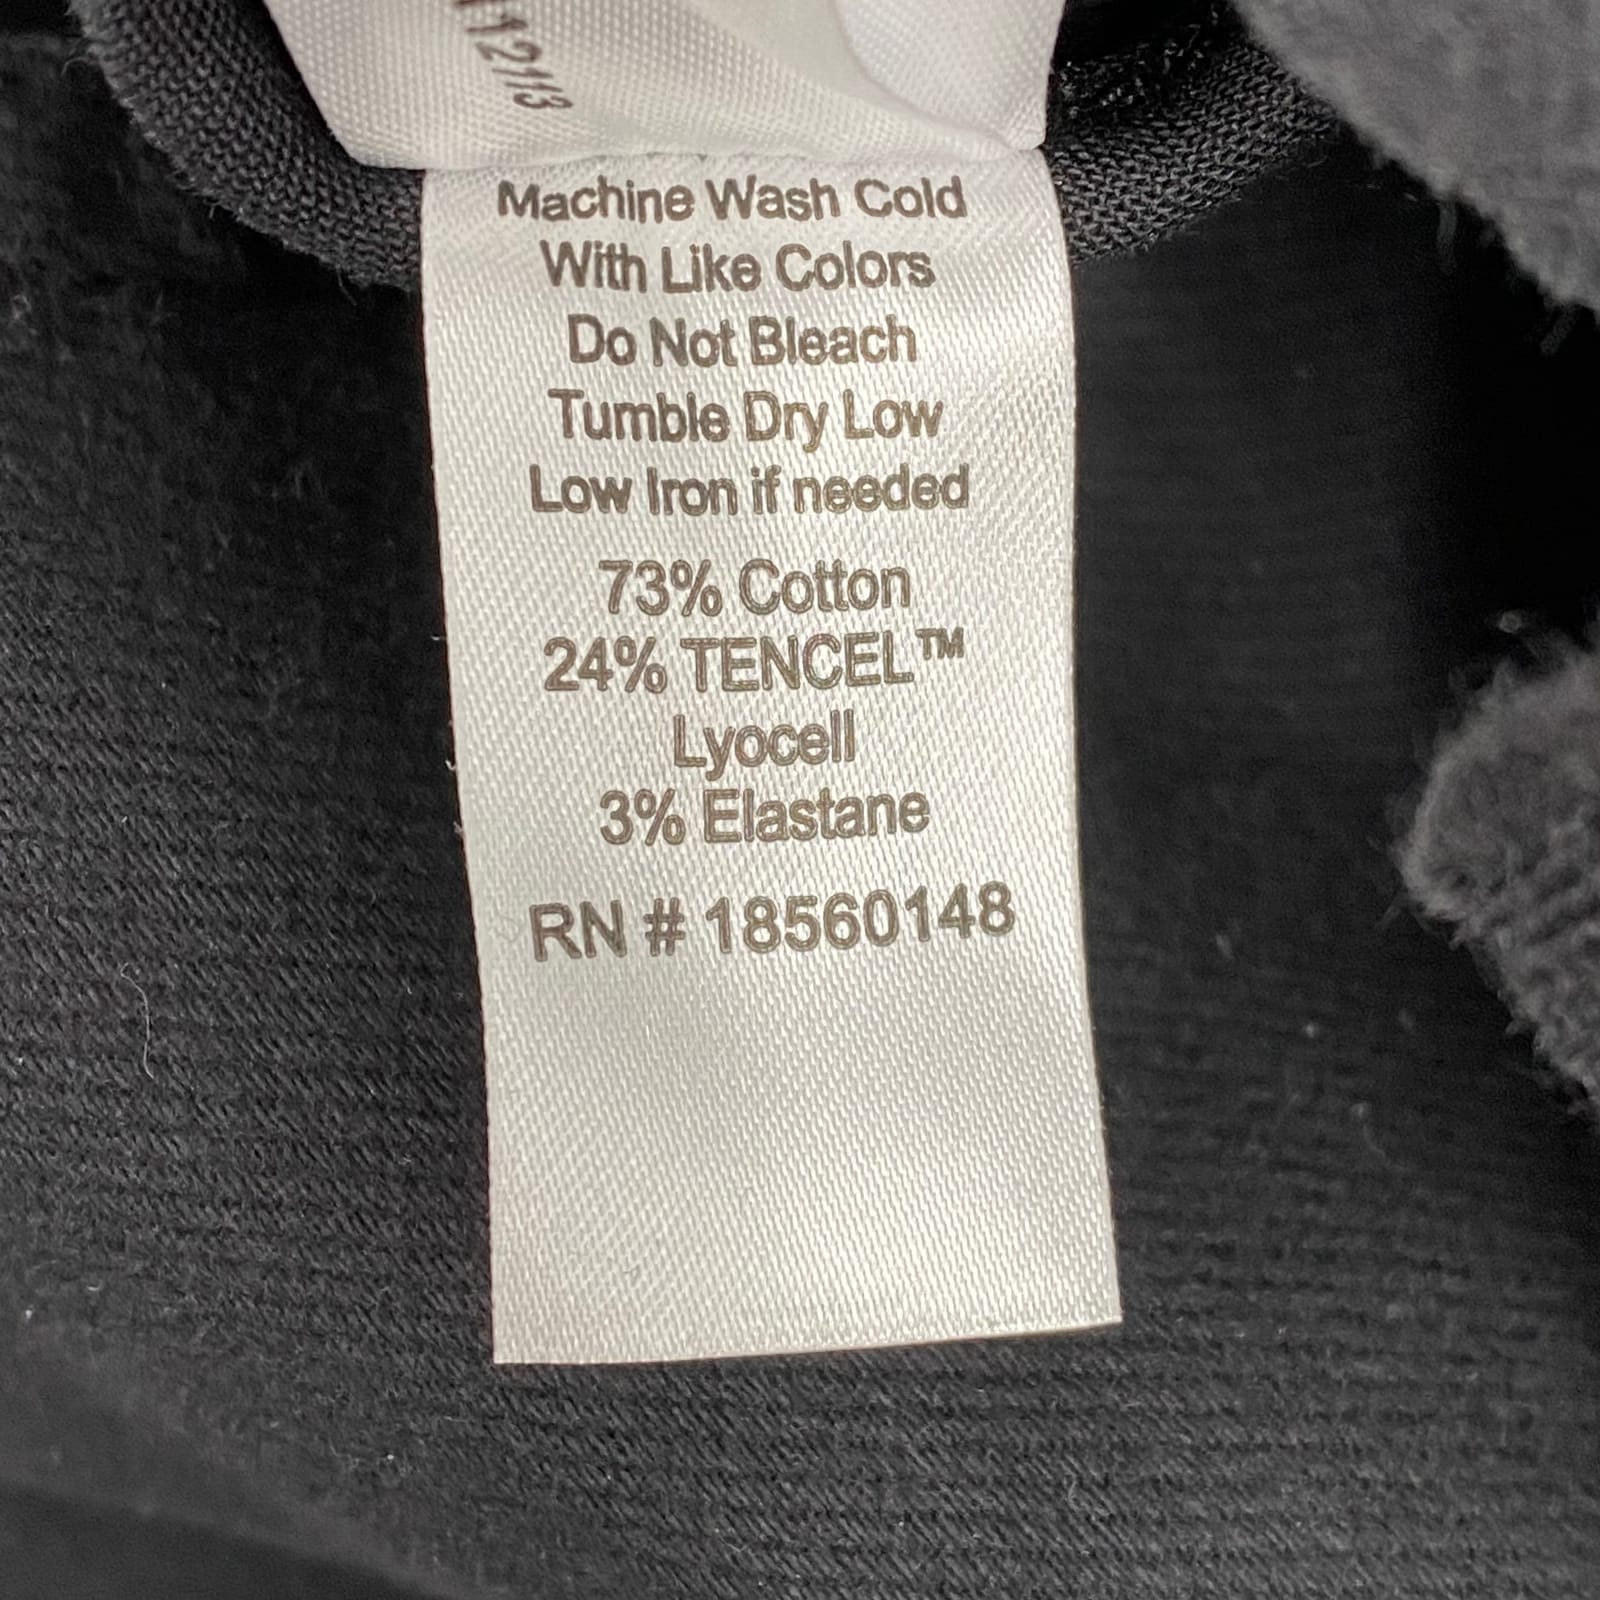 Machine Wash Cold
With Like Colors
Do Not Bleach
Tumble Dry Low
Low Iron if needed
73% Cotton
24% TENCEL™
Lyocell
3% Elastane
RN # 18560148